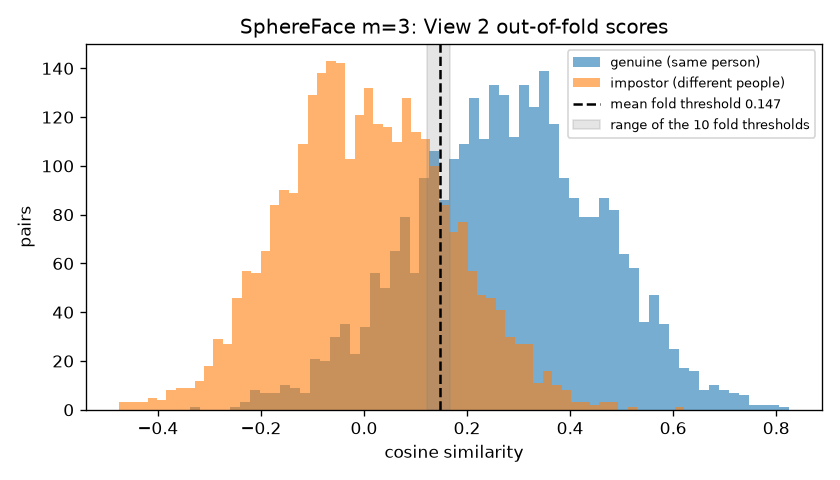 SphereFace m=3: View 2 out-of-fold scores
genuine (same person)
impostor (different people)
mean fold threshold 0.147
range of the 10 fold thresholds
pairs
140
120
100
80
60
40
20
0
−0.4 −0.2 0.0 0.2 0.4 0.6 0.8
cosine similarity